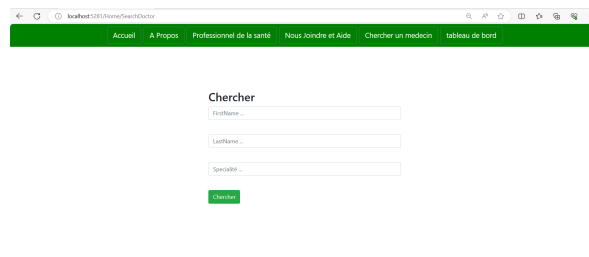 localhost:5281/Home/SearchDoctor
Accueil A Propos Professionnel de la santé Nous Joindre et Aide Chercher un medecin tableau de bord
Chercher
FirstName ...
LastName ...
Specialité ...
Chercher